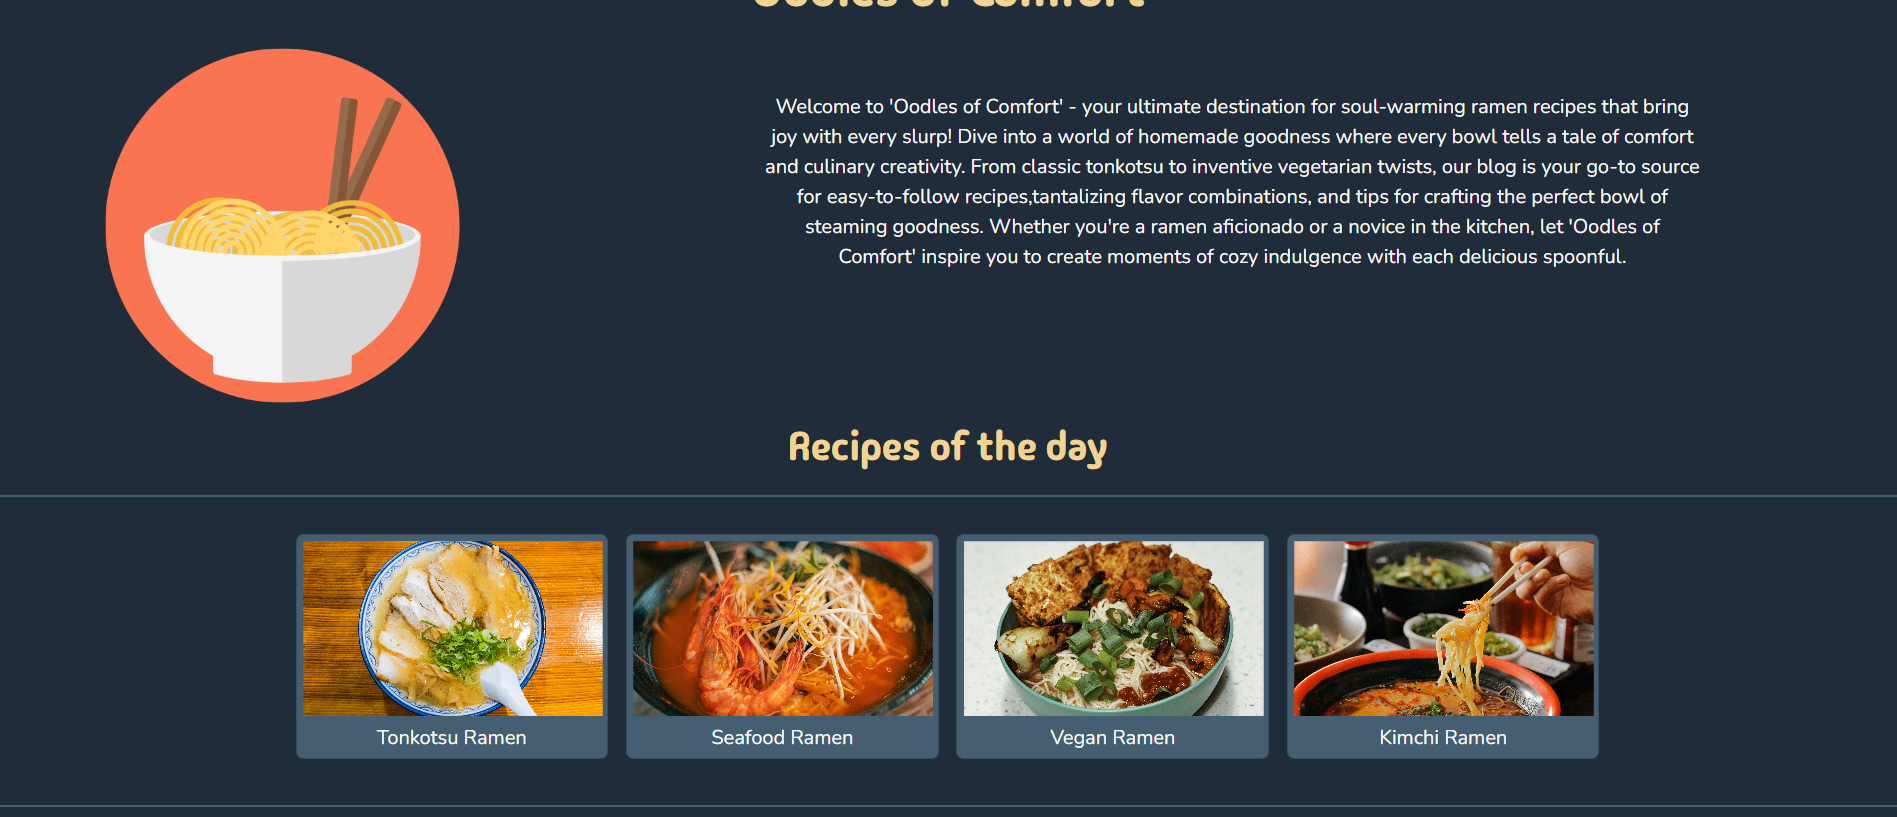 Oodles of Comfort
Welcome to 'Oodles of Comfort' - your ultimate destination for soul-warming ramen recipes that bring
joy with every slurp! Dive into a world of homemade goodness where every bowl tells a tale of comfort
and culinary creativity. From classic tonkotsu to inventive vegetarian twists, our blog is your go-to source
for easy-to-follow recipes,tantalizing flavor combinations, and tips for crafting the perfect bowl of
steaming goodness. Whether you're a ramen aficionado or a novice in the kitchen, let 'Oodles of
Comfort' inspire you to create moments of cozy indulgence with each delicious spoonful.
Recipes of the day
Tonkotsu Ramen
Seafood Ramen
Vegan Ramen
Kimchi Ramen